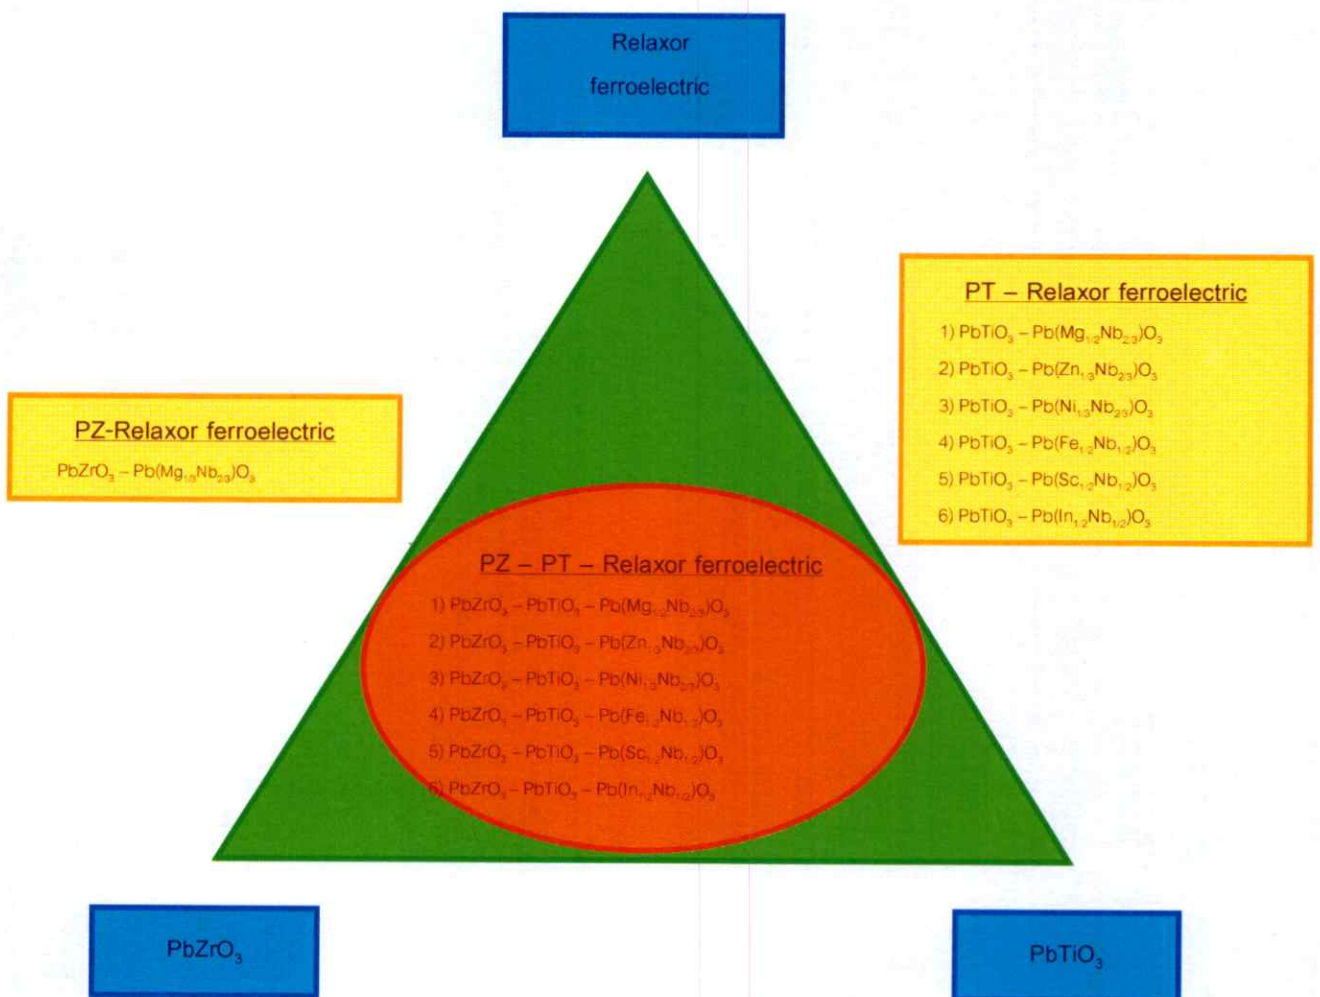 Relaxor
ferroelectric
PT – Relaxor ferroelectric
1) PbTiO₃ – Pb(Mg₁/₂Nb₂/₃)O₃
2) PbTiO₃ – Pb(Zn₁/₃Nb₂/₃)O₃
3) PbTiO₃ – Pb(Ni₁/₃Nb₂/₃)O₃
4) PbTiO₃ – Pb(Fe₁/₂Nb₁/₂)O₃
5) PbTiO₃ – Pb(Sc₁/₂Nb₁/₂)O₃
6) PbTiO₃ – Pb(In₁/₂Nb₁/₂)O₃
PZ-Relaxor ferroelectric
PbZrO₃ – Pb(Mg₁/₃Nb₂/₃)O₃
PZ – PT – Relaxor ferroelectric
1) PbZrO₃ – PbTiO₃ – Pb(Mg₁/₂Nb₂/₃)O₃
2) PbZrO₃ – PbTiO₃ – Pb(Zn₁/₃Nb₂/₃)O₃
3) PbZrO₃ – PbTiO₃ – Pb(Ni₁/₃Nb₂/₃)O₃
4) PbZrO₃ – PbTiO₃ – Pb(Fe₁/₂Nb₁/₂)O₃
5) PbZrO₃ – PbTiO₃ – Pb(Sc₁/₂Nb₁/₂)O₃
6) PbZrO₃ – PbTiO₃ – Pb(In₁/₂Nb₁/₂)O₃
PbZrO₃
PbTiO₃